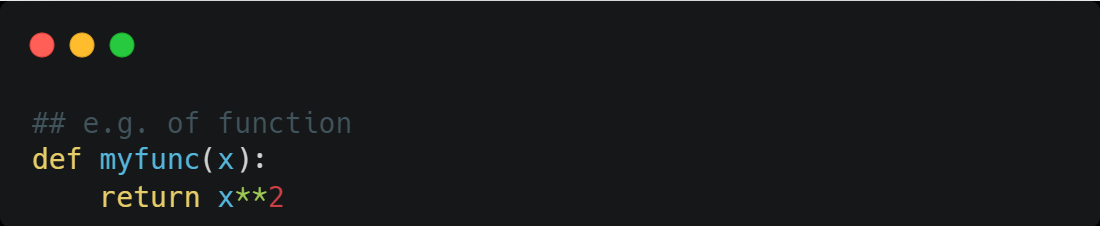 ## e.g. of function
def myfunc(x):
    return x**2